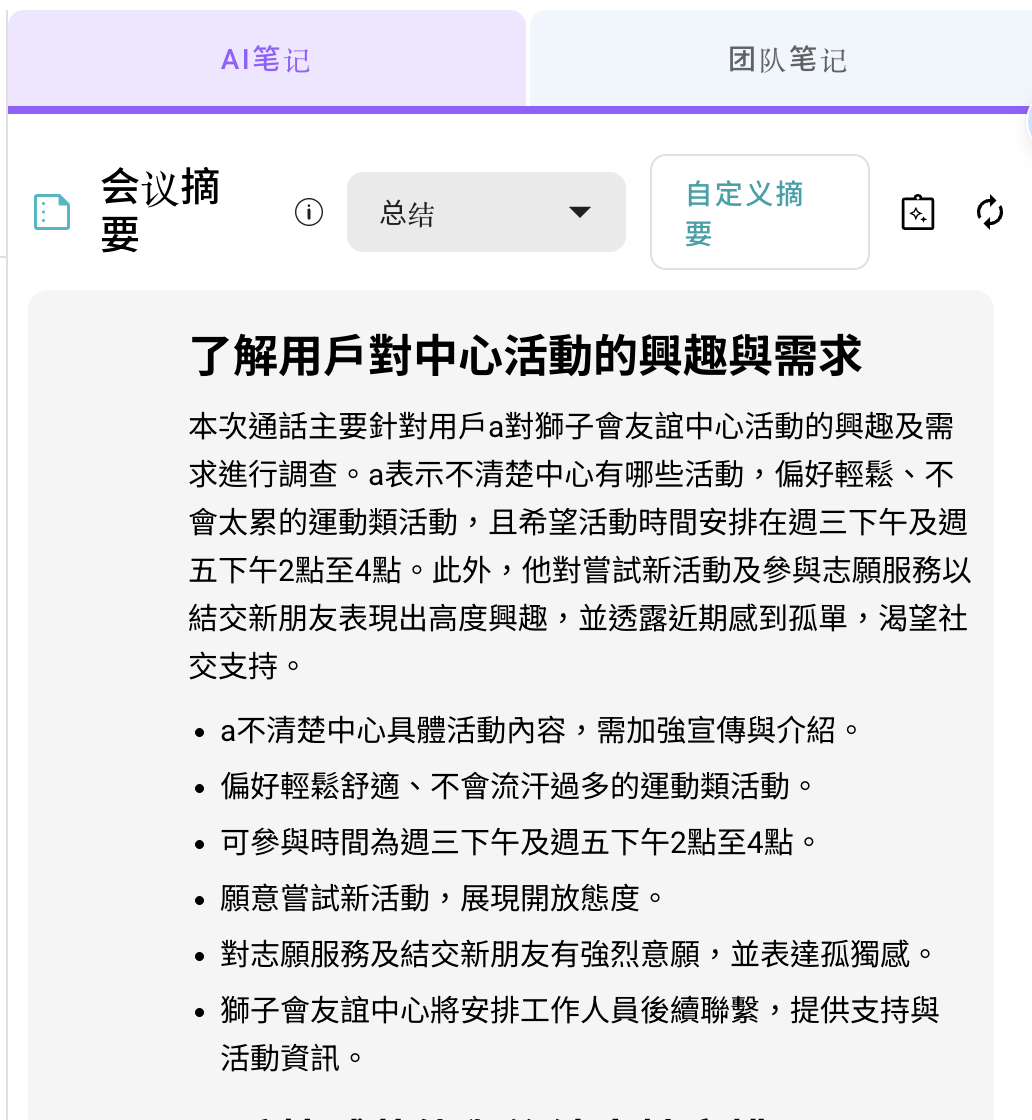 AI笔记
团队笔记
会议摘
要
总结
自定义摘
要
了解用戶對中心活動的興趣與需求
本次通話主要針對用戶a對獅子會友誼中心活動的興趣及需
求進行調查。a表示不清楚中心有哪些活動，偏好輕鬆、不
會太累的運動類活動，且希望活動時間安排在週三下午及週
五下午2點至4點。此外，他對嘗試新活動及參與志願服務以
結交新朋友表現出高度興趣，並透露近期感到孤單，渴望社
交支持。
• a不清楚中心具體活動內容，需加強宣傳與介紹。
• 偏好輕鬆舒適、不會流汗過多的運動類活動。
• 可參與時間為週三下午及週五下午2點至4點。
• 願意嘗試新活動，展現開放態度。
• 對志願服務及結交新朋友有強烈意願，並表達孤獨感。
• 獅子會友誼中心將安排工作人員後續聯繫，提供支持與
活動資訊。